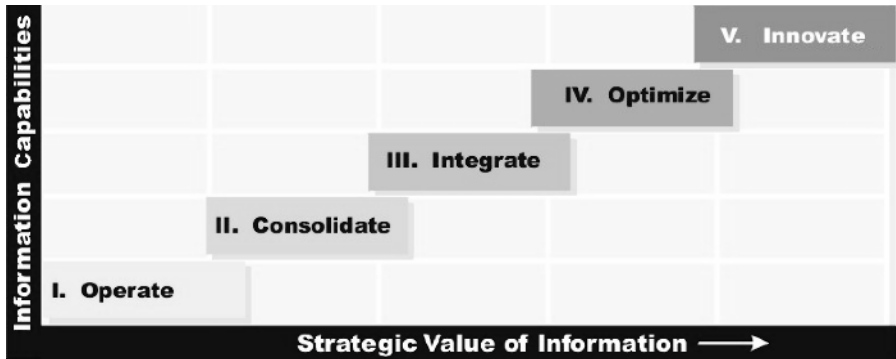 Information Capabilities
V. Innovate
IV. Optimize
III. Integrate
II. Consolidate
I. Operate
Strategic Value of Information